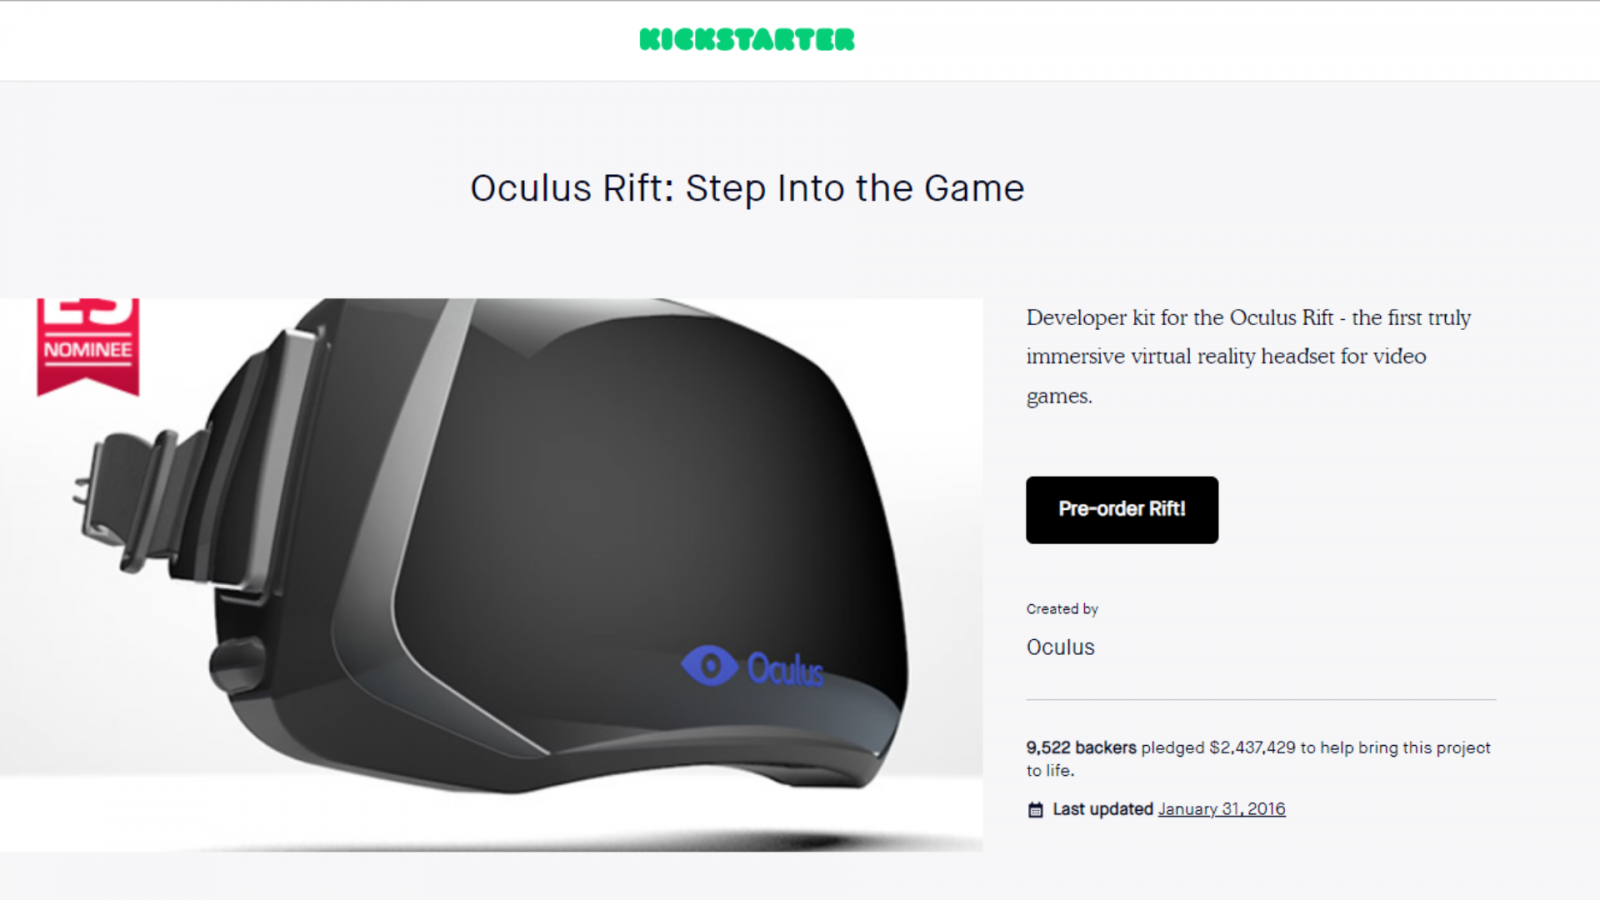 KICKSTARTER
Oculus Rift: Step Into the Game
NOMINEE
Oculus
Developer kit for the Oculus Rift - the first truly
immersive virtual reality headset for video
games.
Pre-order Rift!
Created by
Oculus
9,522 backers pledged $2,437,429 to help bring this project
to life.
Last updated January 31, 2016